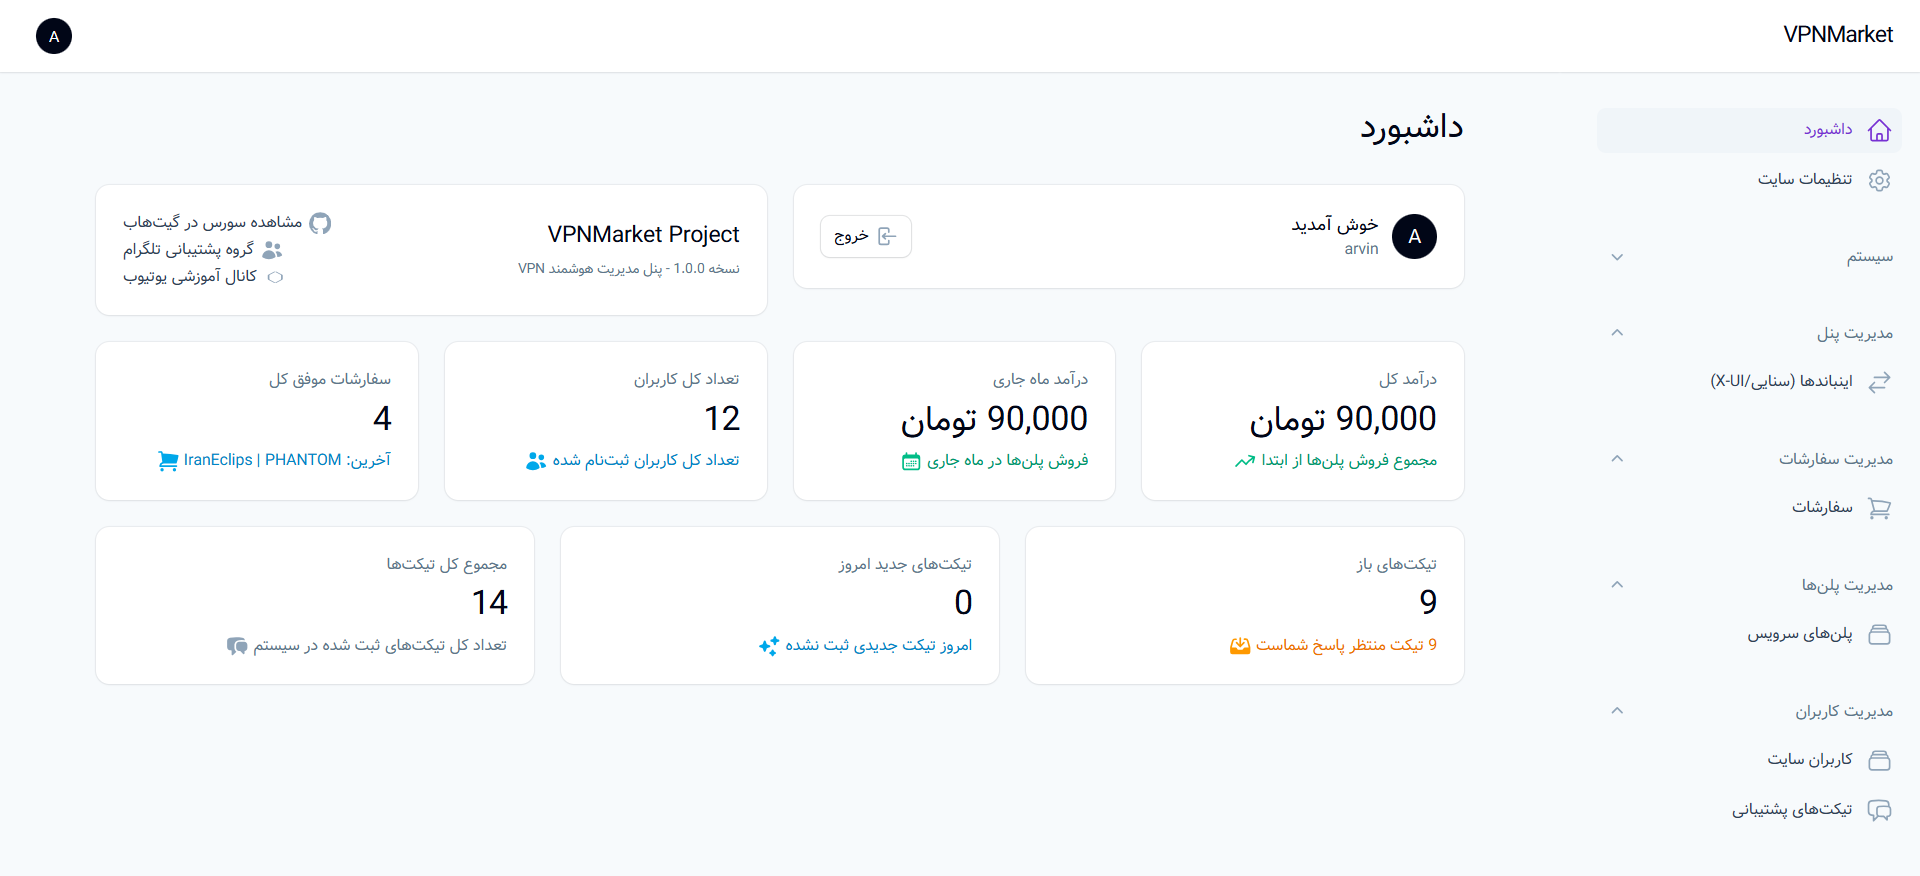 VPNMarket
A
داشبورد
تنظیمات سایت
سیستم
مدیریت پنل
اینباندها (سنایی/X-UI)
مدیریت سفارشات
سفارشات
مدیریت پلن‌ها
پلن‌های سرویس
مدیریت کاربران
کاربران سایت
تیکت‌های پشتیبانی
داشبورد
A
خوش آمدید
arvin
خروج
VPNMarket Project
نسخه 1.0.0 - پنل مدیریت هوشمند VPN
مشاهده سورس در گیت‌هاب
گروه پشتیبانی تلگرام
کانال آموزشی یوتیوب
درآمد کل
90,000 تومان
مجموع فروش پلن‌ها از ابتدا
درآمد ماه جاری
90,000 تومان
فروش پلن‌ها در ماه جاری
تعداد کل کاربران
12
تعداد کل کاربران ثبت‌نام شده
سفارشات موفق کل
4
آخرین: IranEclips | PHANTOM
تیکت‌های باز
9
9 تیکت منتظر پاسخ شماست
تیکت‌های جدید امروز
0
امروز تیکت جدیدی ثبت نشده
مجموع کل تیکت‌ها
14
تعداد کل تیکت‌های ثبت شده در سیستم